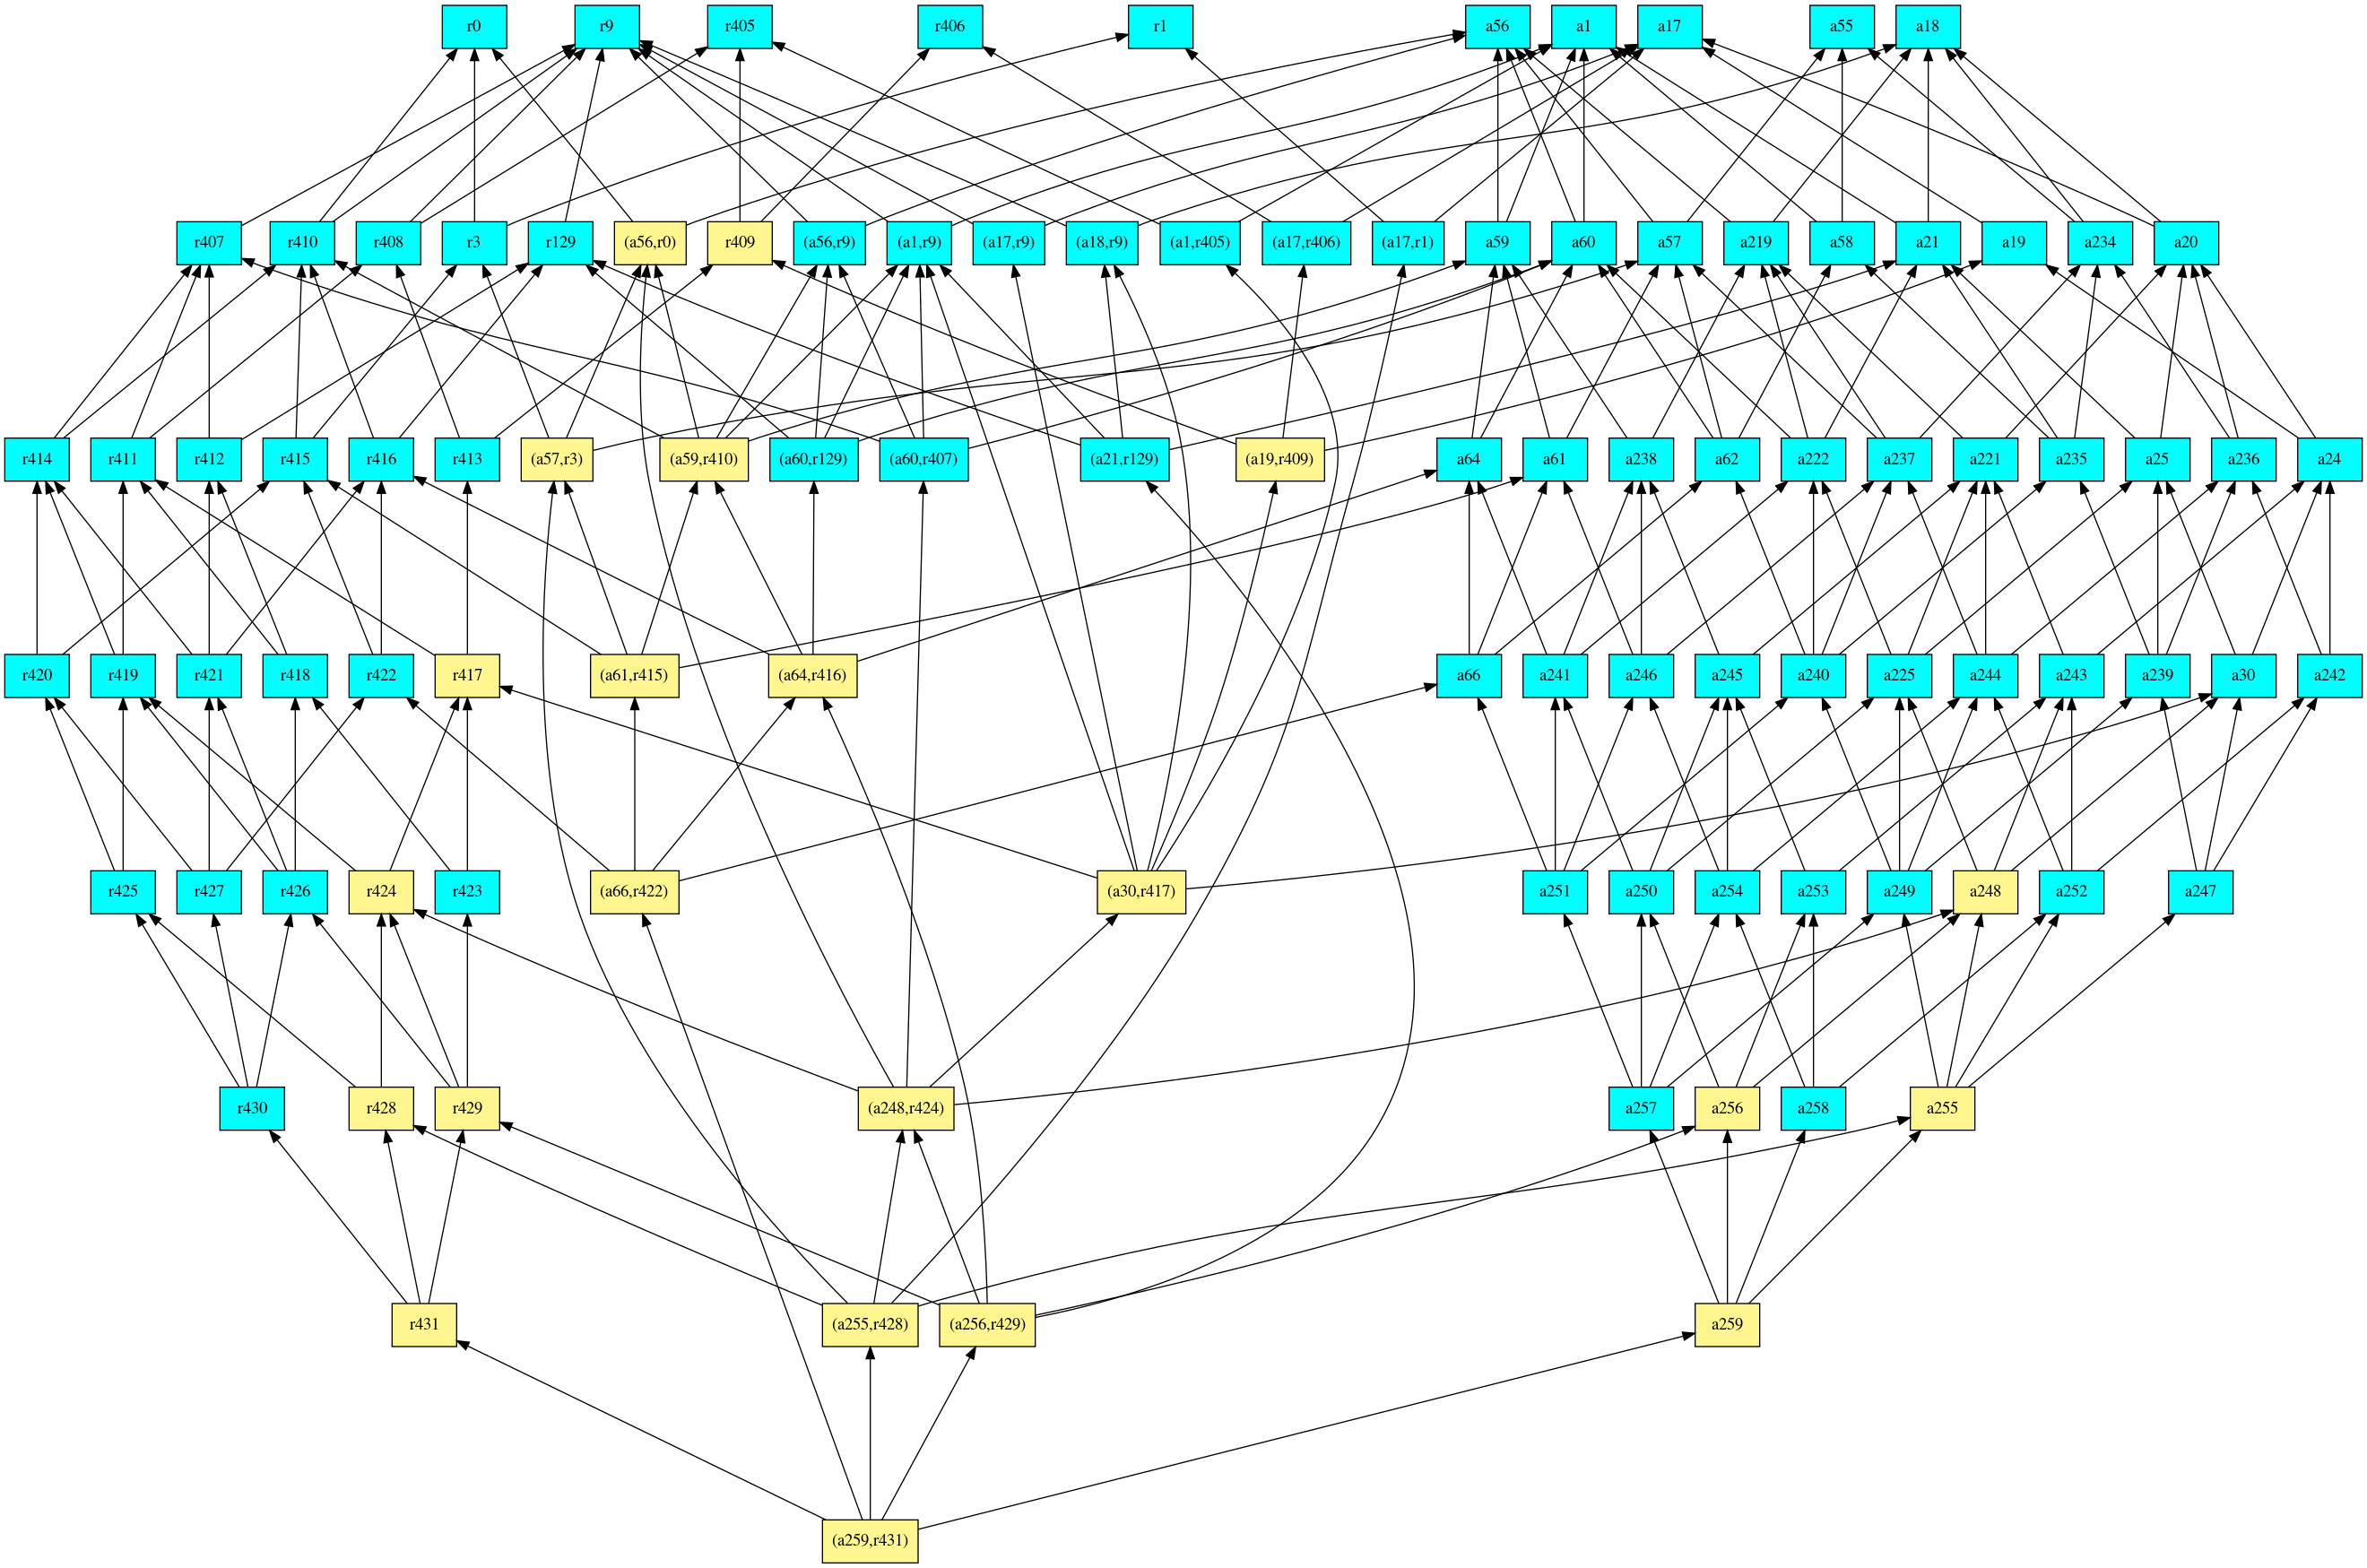 r0 r9 r405 r406 r1 a56 a1 a17 a55 a18
r407 r410 r408 r3 r129 (a56,r0) r409 (a56,r9) (a1,r9) (a17,r9) (a18,r9) (a1,r405) (a17,r406) (a17,r1) a59 a60 a57 a219 a58 a21 a19 a234 a20
r414 r411 r412 r415 r416 r413 (a57,r3) (a59,r410) (a60,r129) (a60,r407) (a21,r129) (a19,r409) a64 a61 a238 a62 a222 a237 a221 a235 a25 a236 a24
r420 r419 r421 r418 r422 r417 (a61,r415) (a64,r416) a66 a241 a246 a245 a240 a225 a244 a243 a239 a30 a242
r425 r427 r426 r424 r423 (a66,r422) (a30,r417) a251 a250 a254 a253 a249 a248 a252 a247
r430 r428 r429 (a248,r424) a257 a256 a258 a255
r431 (a255,r428) (a256,r429) a259
(a259,r431)